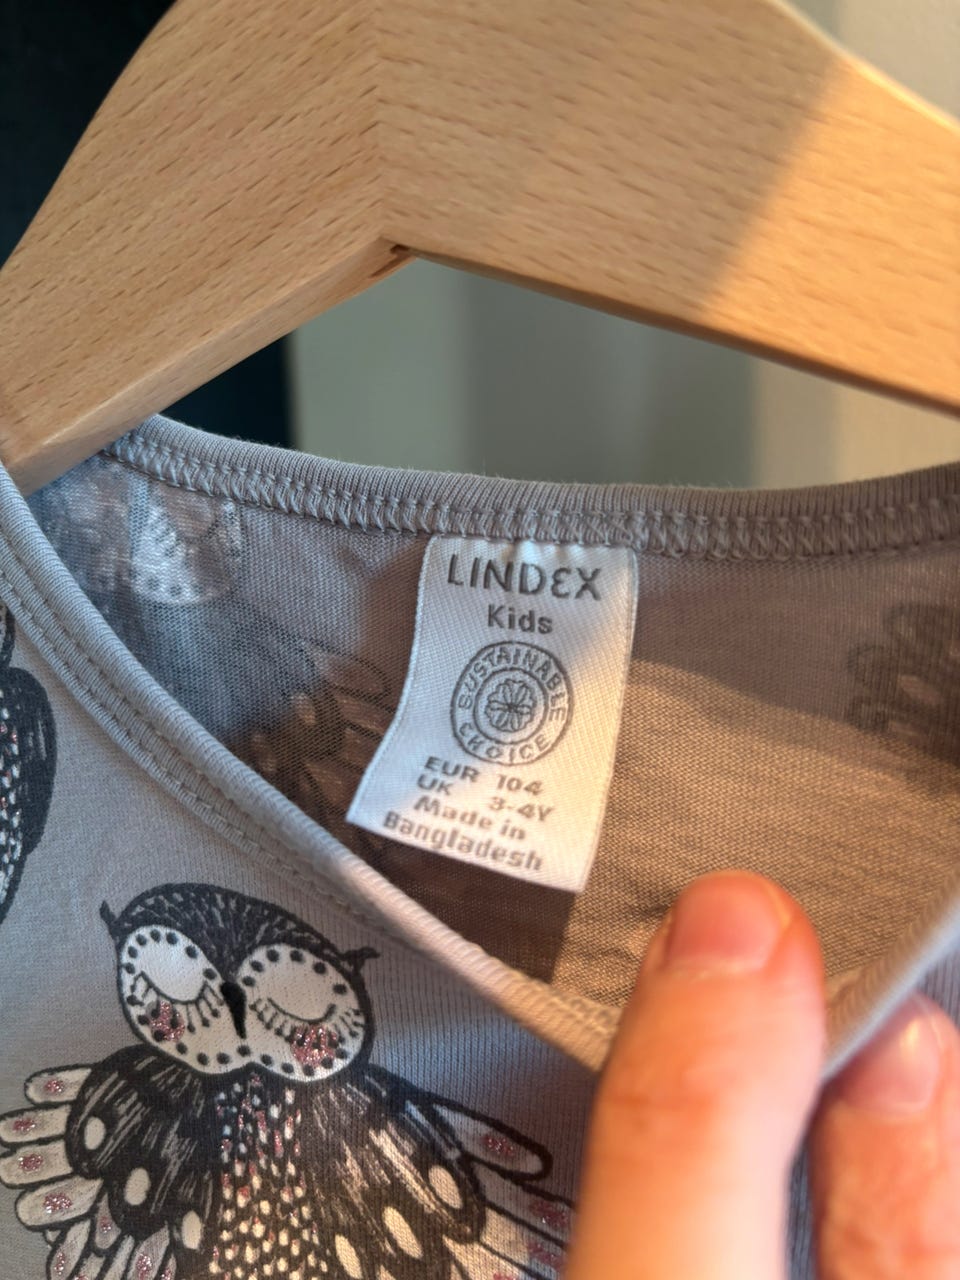 LINDEX
Kids
SUSTAINABLE
CHOICE
EUR 104
UK 3-4Y
Made in
Bangladesh